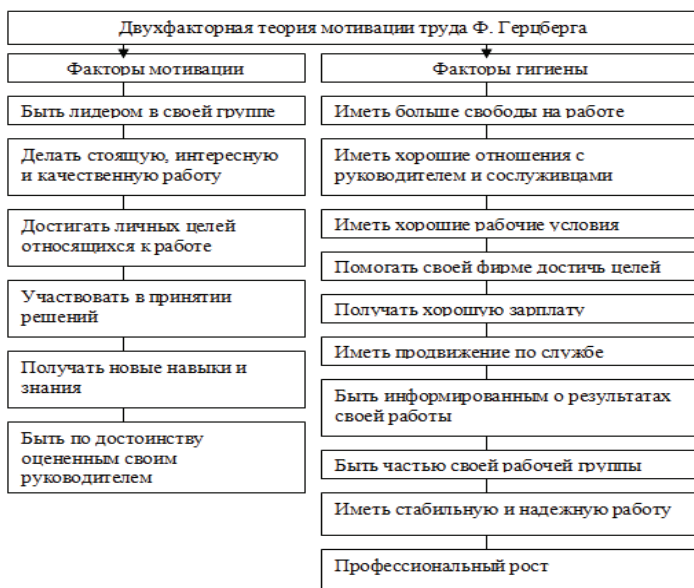 Двухфакторная теория мотивации труда Ф. Герцберга
Факторы мотивации
Быть лидером в своей группе
Делать стоящую, интересную
и качественную работу
Достигать личных целей
относящихся к работе
Участвовать в принятии
решений
Получать новые навыки и
знания
Быть по достоинству
оцененным своим
руководителем
Факторы гигиены
Иметь больше свободы на работе
Иметь хорошие отношения с
руководителем и сослуживцами
Иметь хорошие рабочие условия
Помогать своей фирме достичь целей
Получать хорошую зарплату
Иметь продвижение по службе
Быть информированным о результатах
своей работы
Быть частью своей рабочей группы
Иметь стабильную и надежную работу
Профессиональный рост